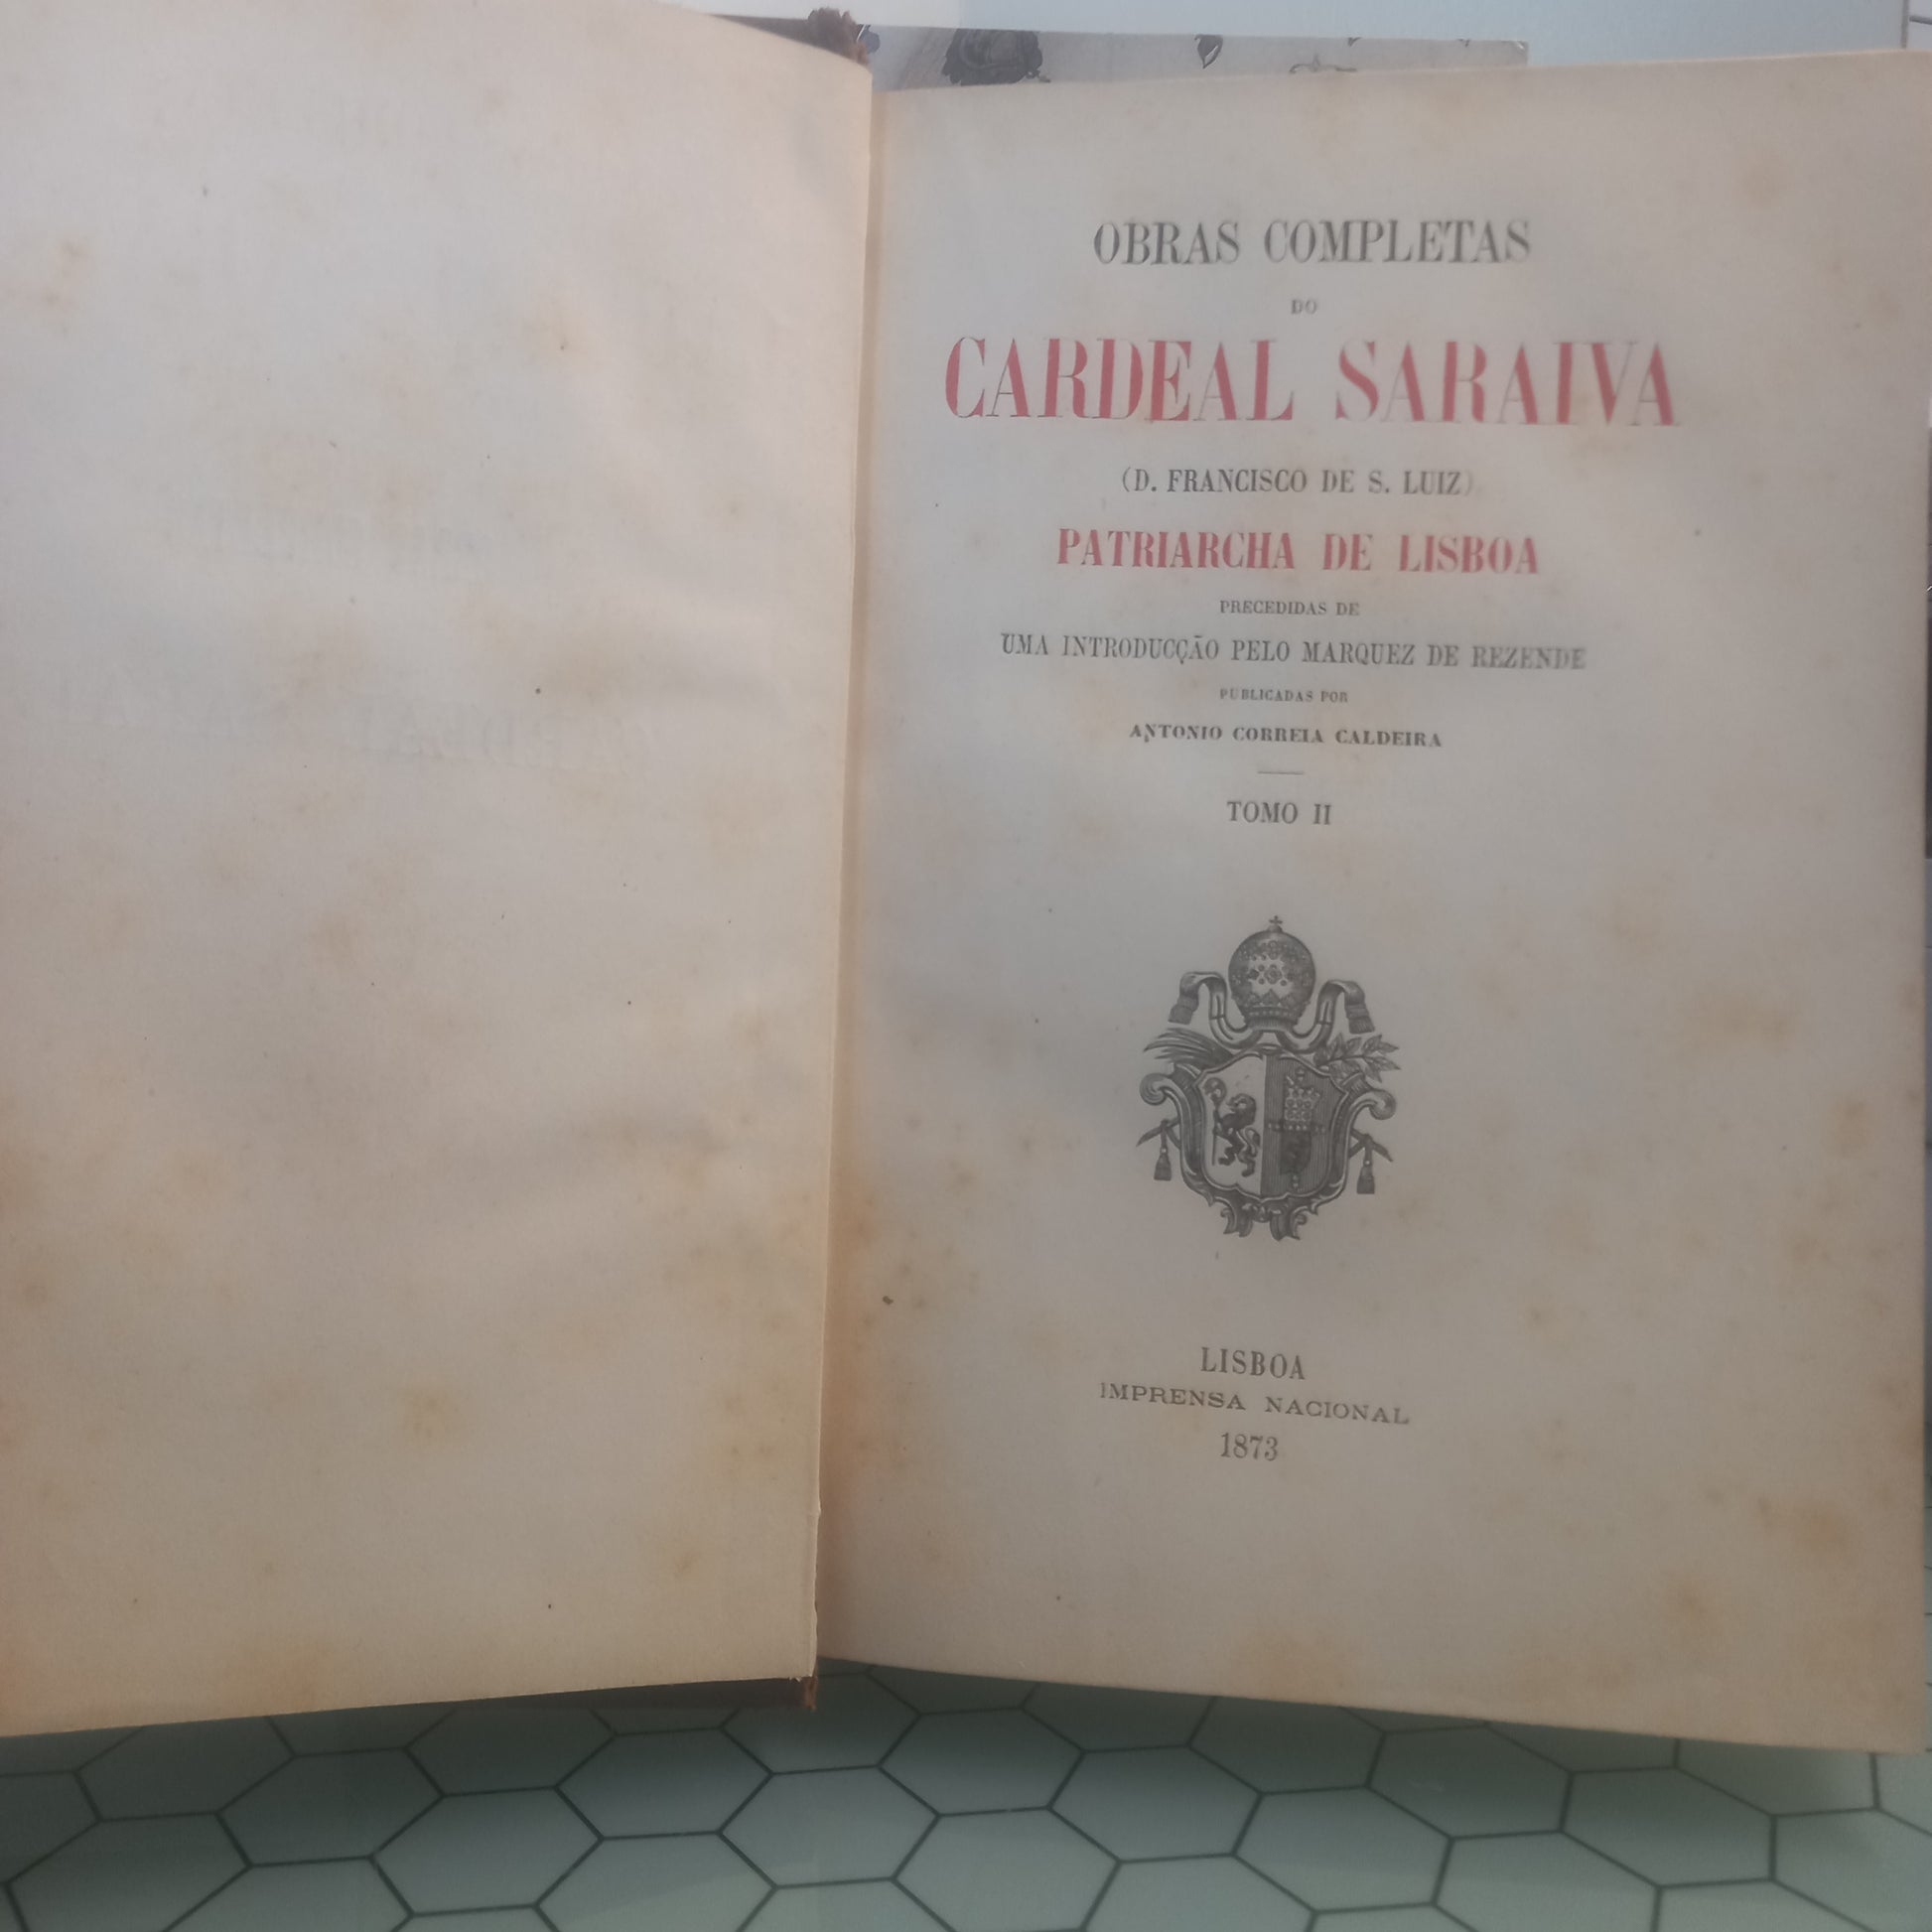 OBRAS COMPLETAS
DO
CARDEAL SARAIVA
(D. FRANCISCO DE S. LUIZ)
PATRIARCHA DE LISBOA
PRECEDIDAS DE
UMA INTRODUCÇÃO PELO MARQUEZ DE REZENDE
PUBLICADAS POR
ANTONIO CORREIA CALDEIRA
TOMO II
LISBOA
IMPRENSA NACIONAL
1873